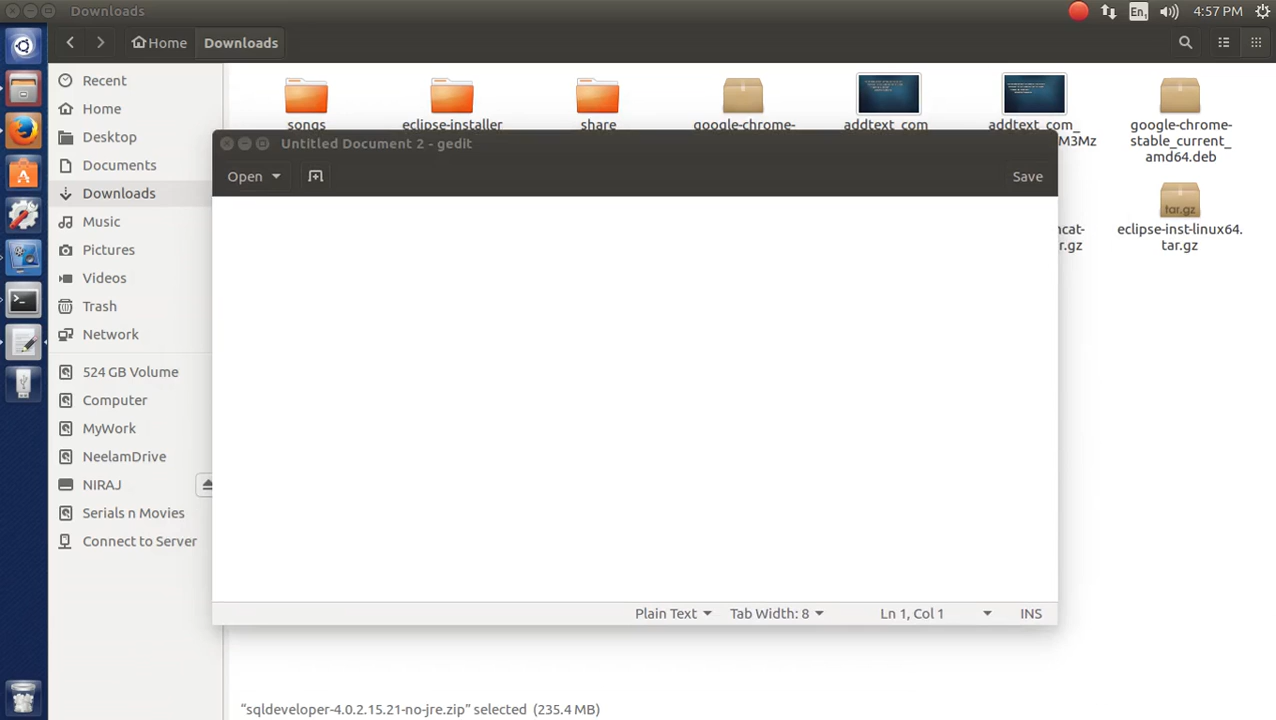 Downloads
En1
4:57 PM
Home
Downloads
Recent
Home
Desktop
Documents
Downloads
Music
Pictures
Videos
Trash
Network
524 GB Volume
Computer
MyWork
NeelamDrive
NIRAJ
Serials n Movies
Connect to Server
songs
eclipse-installer
share
google-chrome-
addtext_com_
addtext_com_
M3Mz
google-chrome-
stable_current_
amd64.deb
cat-
r.gz
tar.gz
eclipse-inst-linux64.
tar.gz
Untitled Document 2 - gedit
Open
Save
Plain Text
Tab Width: 8
Ln 1, Col 1
INS
“sqldeveloper-4.0.2.15.21-no-jre.zip” selected (235.4 MB)